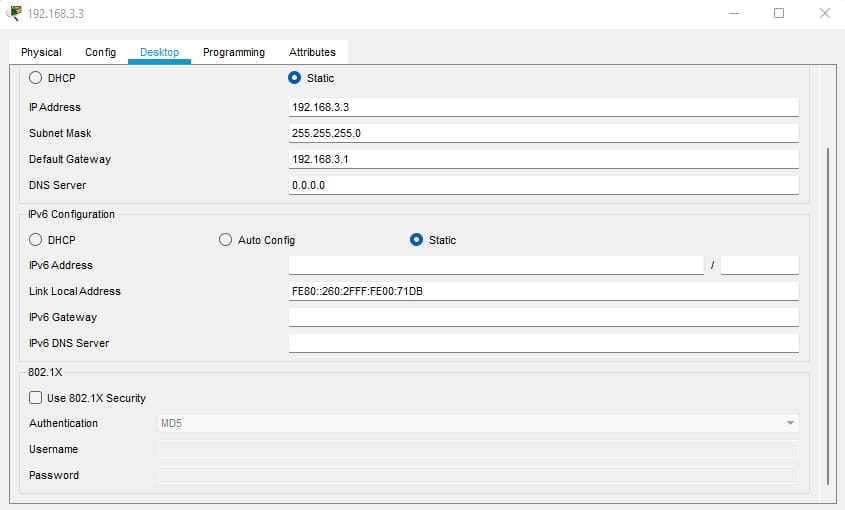 192.168.3.3
Physical Config Desktop Programming Attributes
DHCP Static
IP Address 192.168.3.3
Subnet Mask 255.255.255.0
Default Gateway 192.168.3.1
DNS Server 0.0.0.0
IPv6 Configuration
DHCP Auto Config Static
IPv6 Address /
Link Local Address FE80::260:2FFF:FE00:71DB
IPv6 Gateway
IPv6 DNS Server
802.1X
Use 802.1X Security
Authentication MD5
Username
Password